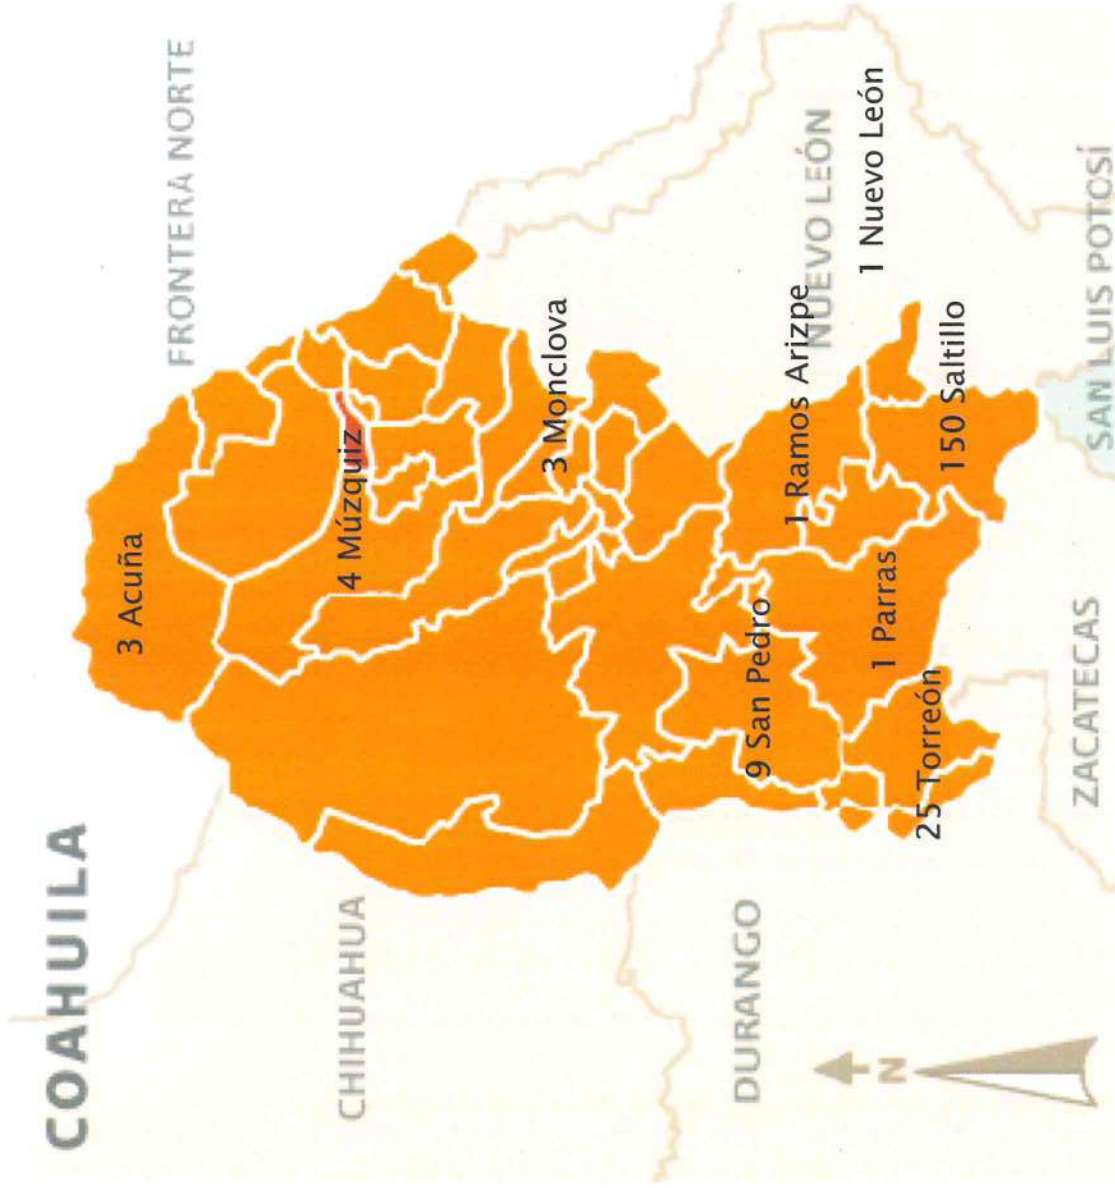 COAHUILA
FRONTERA NORTE
CHIHUAHUA
3 Acuña
4 Múzquiz
3 Monclova
DURANGO
9 San Pedro
1 Ramos Arizpe
NUEVO LEÓN
1 Nuevo León
1 Parras
25 Torreón
150 Saltillo
N
ZACATECAS
SAN LUIS POTOSÍ